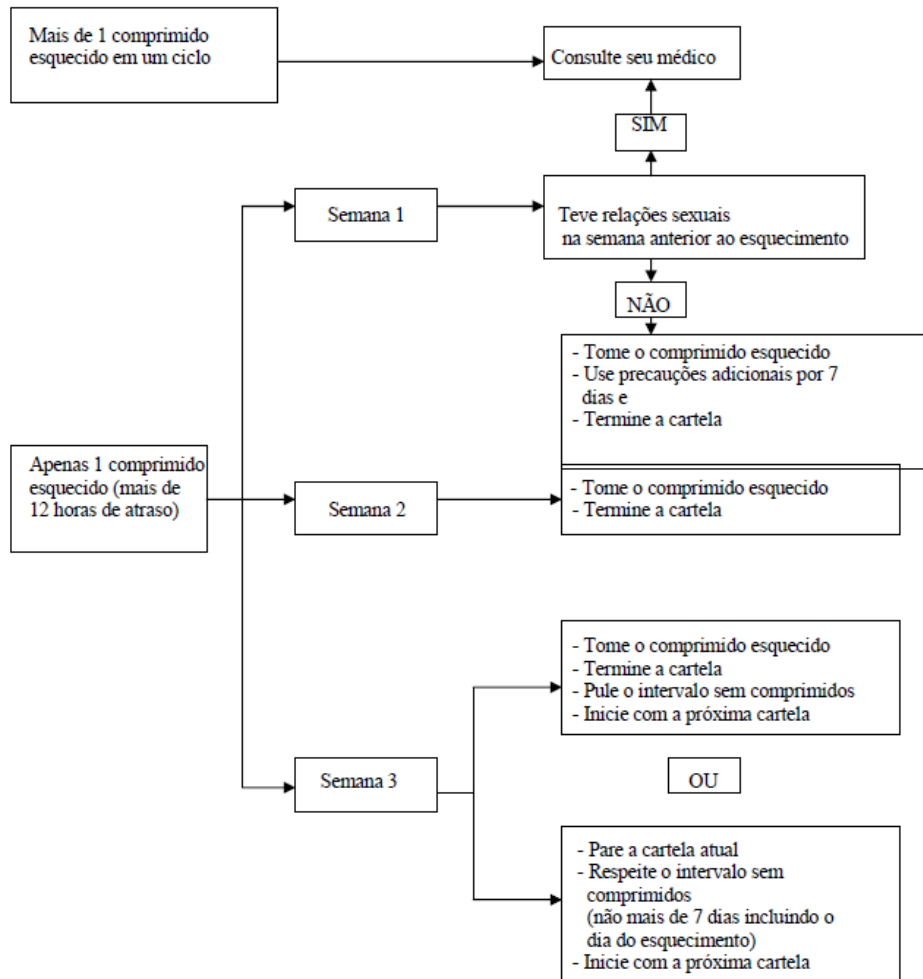 Mais de 1 comprimido
esquecido em um ciclo
Consulte seu médico
SIM
Semana 1
Teve relações sexuais
na semana anterior ao esquecimento
NÃO
- Tome o comprimido esquecido
- Use precauções adicionais por 7
dias e
- Termine a cartela
Apenas 1 comprimido
esquecido (mais de
12 horas de atraso)
Semana 2
- Tome o comprimido esquecido
- Termine a cartela
- Tome o comprimido esquecido
- Termine a cartela
- Pule o intervalo sem comprimidos
- Inicie com a próxima cartela
Semana 3
OU
- Pare a cartela atual
- Respeite o intervalo sem
comprimidos
(não mais de 7 dias incluindo o
dia do esquecimento)
- Inicie com a próxima cartela